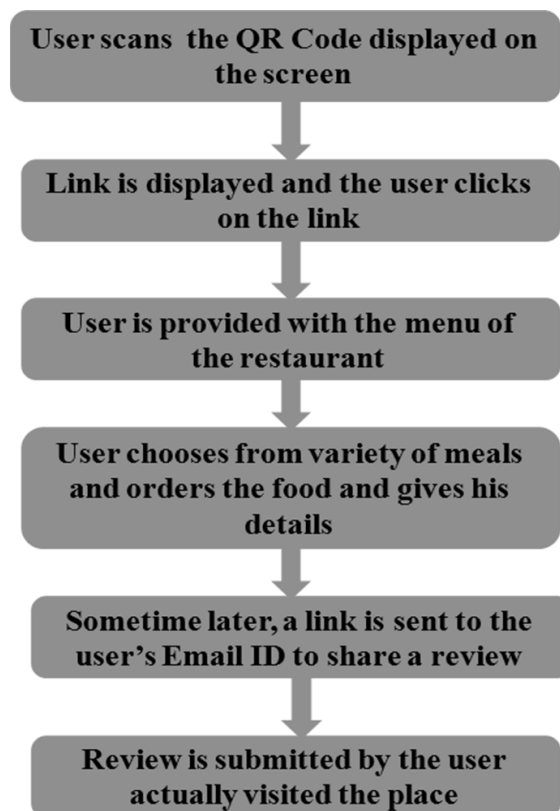 User scans the QR Code displayed on
the screen
Link is displayed and the user clicks
on the link
User is provided with the menu of
the restaurant
User chooses from variety of meals
and orders the food and gives his
details
Sometime later, a link is sent to the
user’s Email ID to share a review
Review is submitted by the user
actually visited the place